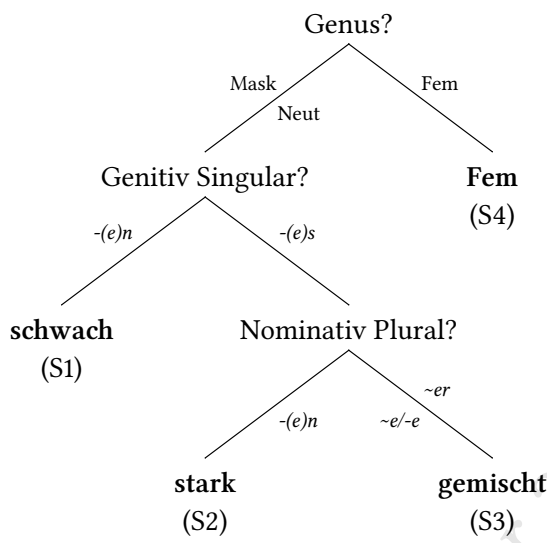 Genus?
Mask
Neut
Fem
Genitiv Singular?
Fem
(S4)
-(e)n
-(e)s
schwach
(S1)
Nominativ Plural?
-(e)n
~e/-e
~er
stark
(S2)
gemischt
(S3)